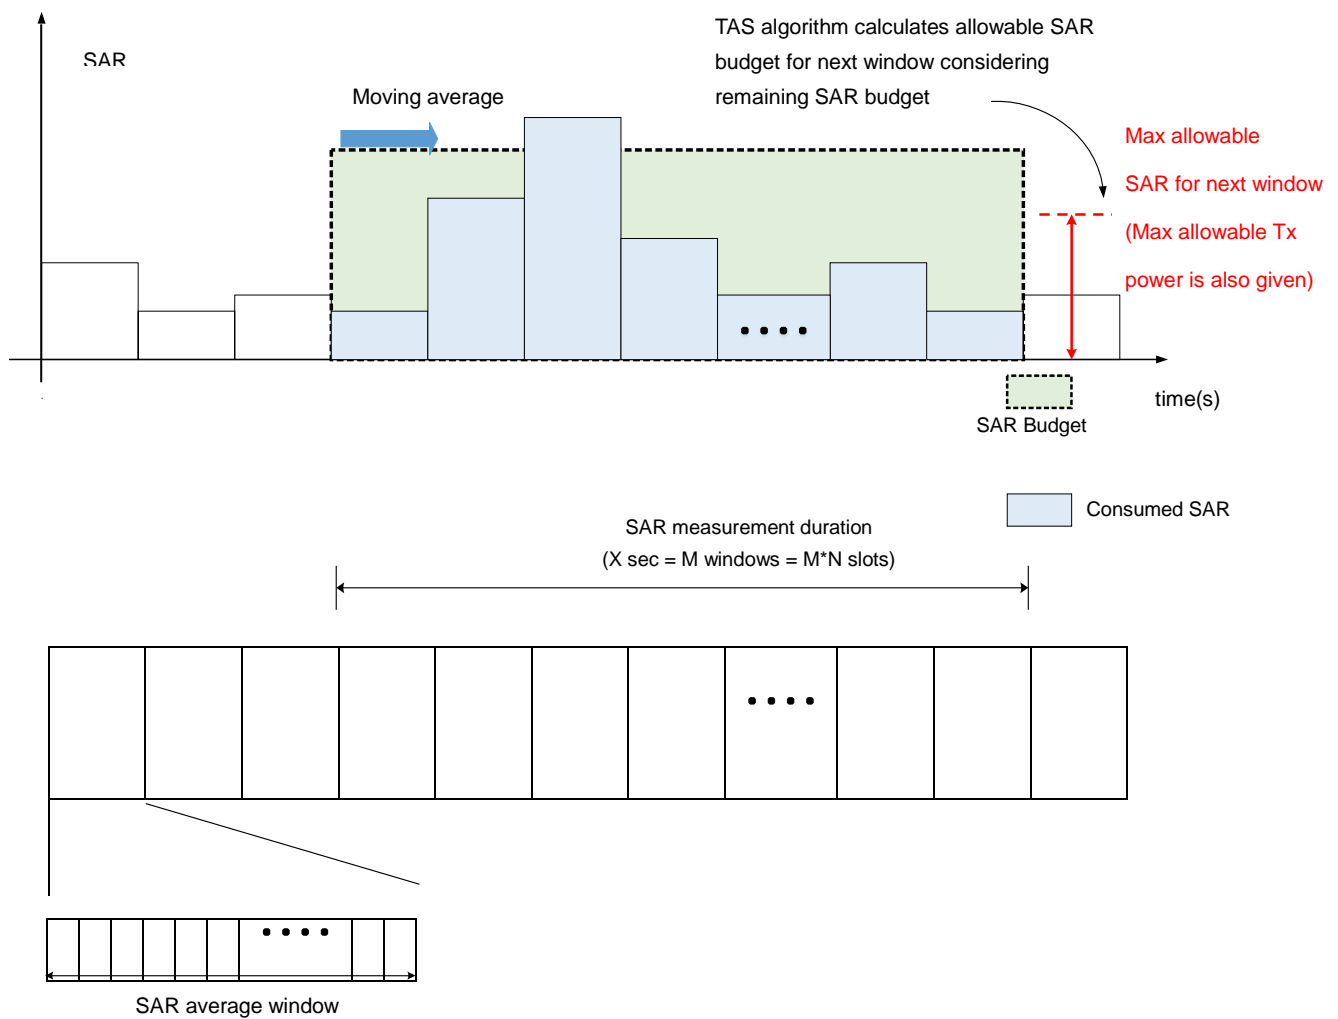 SAR
TAS algorithm calculates allowable SAR
budget for next window considering
remaining SAR budget
Moving average
Max allowable
SAR for next window
(Max allowable Tx
power is also given)
time(s)
SAR Budget
Consumed SAR
SAR measurement duration
(X sec = M windows = M*N slots)
SAR average window